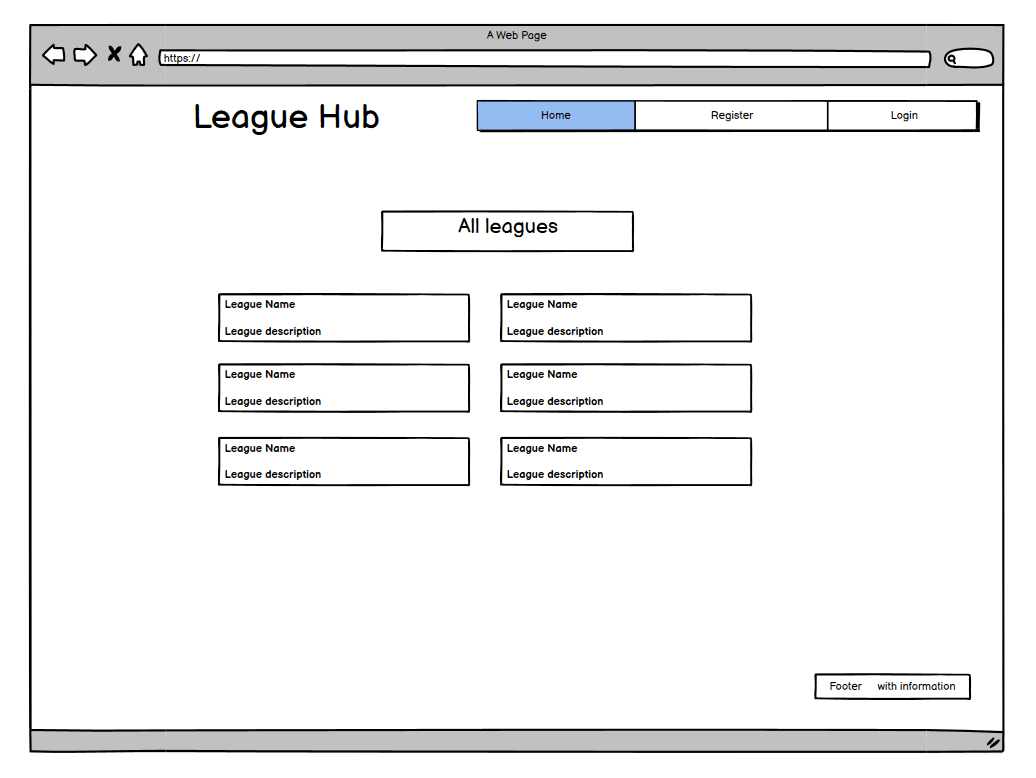 A Web Page
https://
League Hub
Home Register Login
All leagues
League Name League Name
League description League description
League Name League Name
League description League description
League Name League Name
League description League description
Footer with information